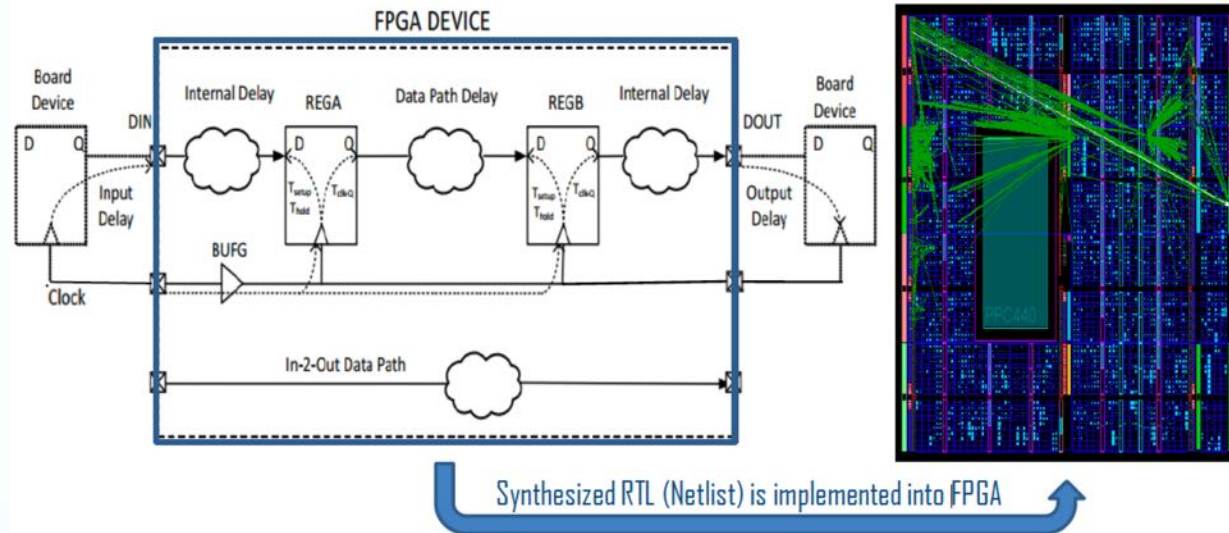 FPGA DEVICE
Board
Device
D Q
Input
Delay
Clock
DIN
Internal Delay
REGA
D Q
Tsetup
Thold
TclkQ
BUFG
Data Path Delay
REGB
D Q
Tsetup
Thold
TclkQ
Internal Delay
DOUT
Board
Device
D Q
Output
Delay
In-2-Out Data Path
PPC440
Synthesized RTL (Netlist) is implemented into FPGA